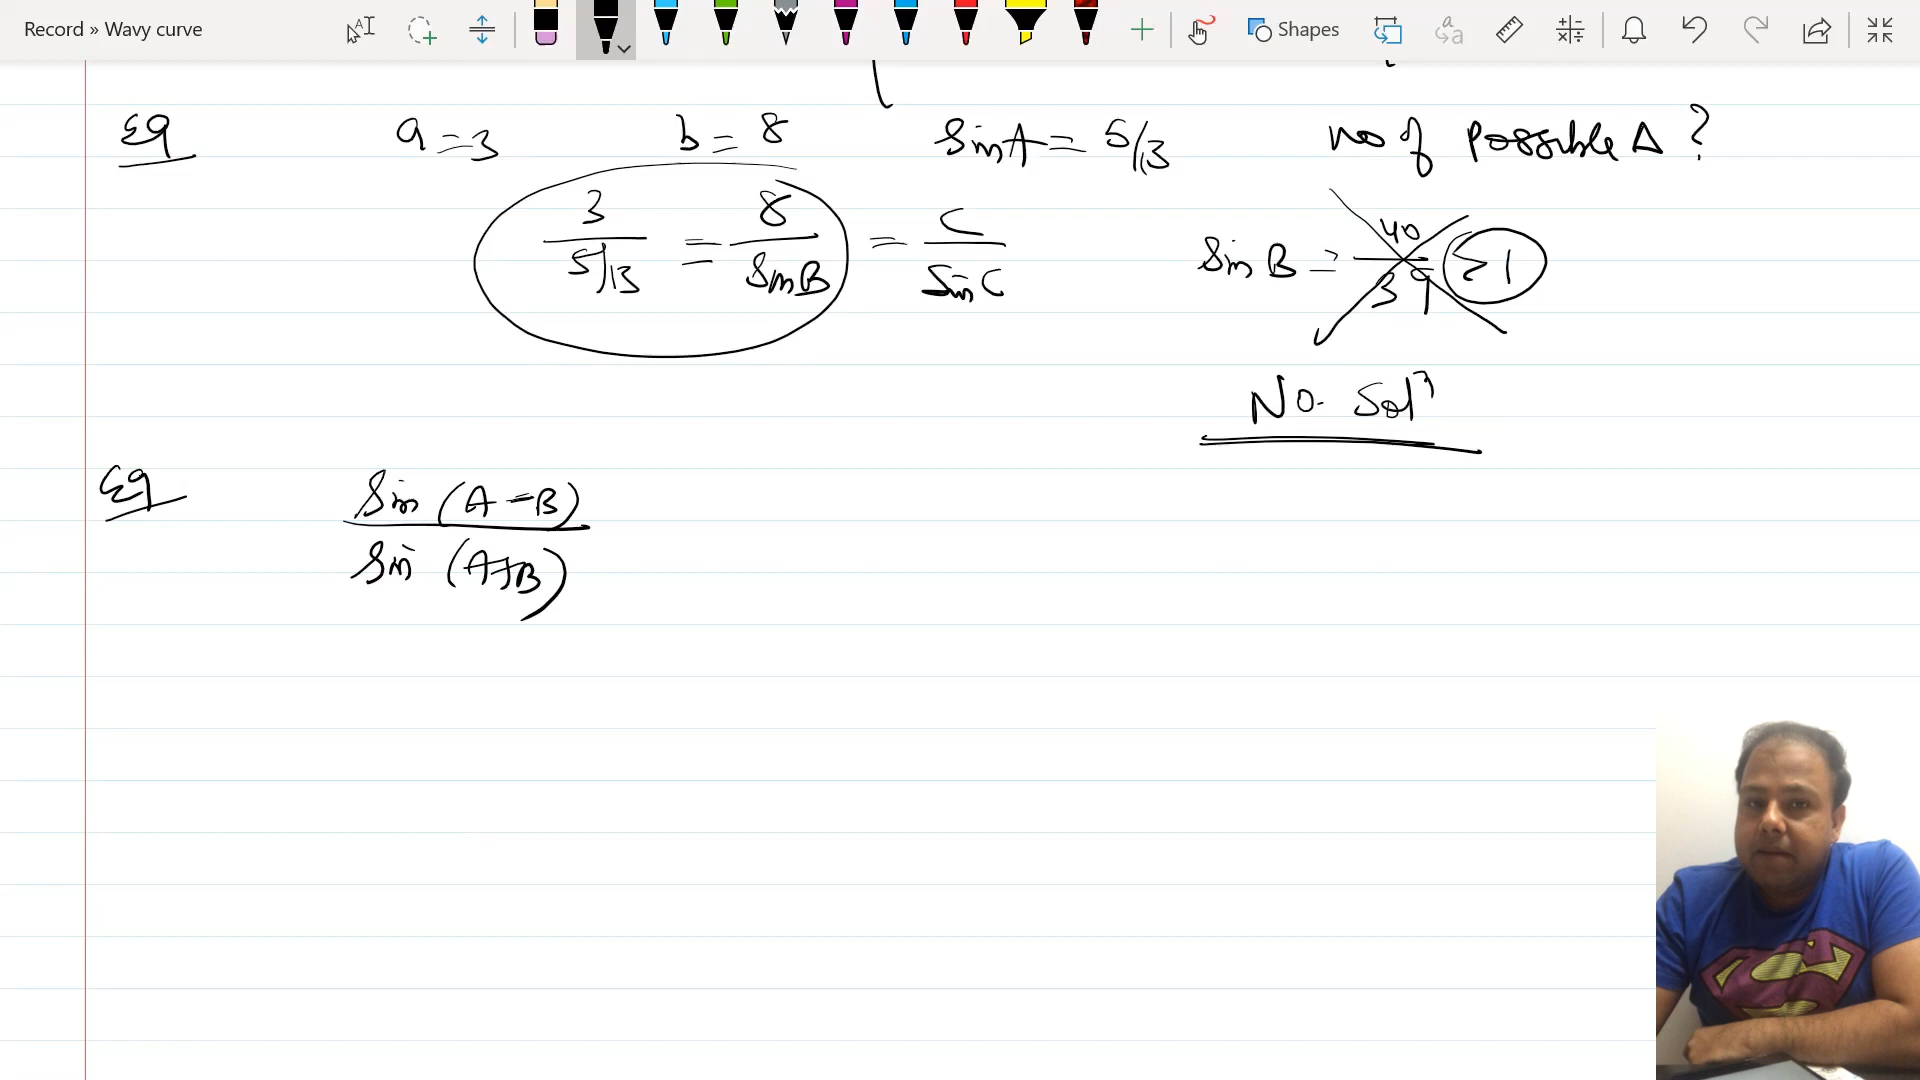 Record » Wavy curve
Shapes
Eg a = 3 b = 8 Sin A = 5/13 no of possible Δ ?
3/(5/13) = 8/Sin B = C/Sin C Sin B = 40/39 > 1
No. Solⁿ
Eg Sin (A-B)
Sin (A+B)